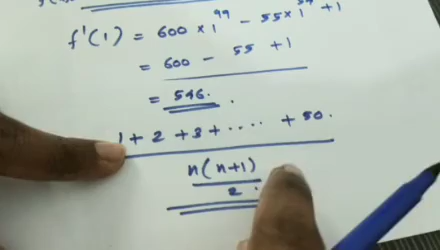 f'(1) = 600 × 1^99 - 55 × 1^54 + 1
= 600 - 55 + 1
= 546.
1 + 2 + 3 + ···· + 50.
n(n+1)
2